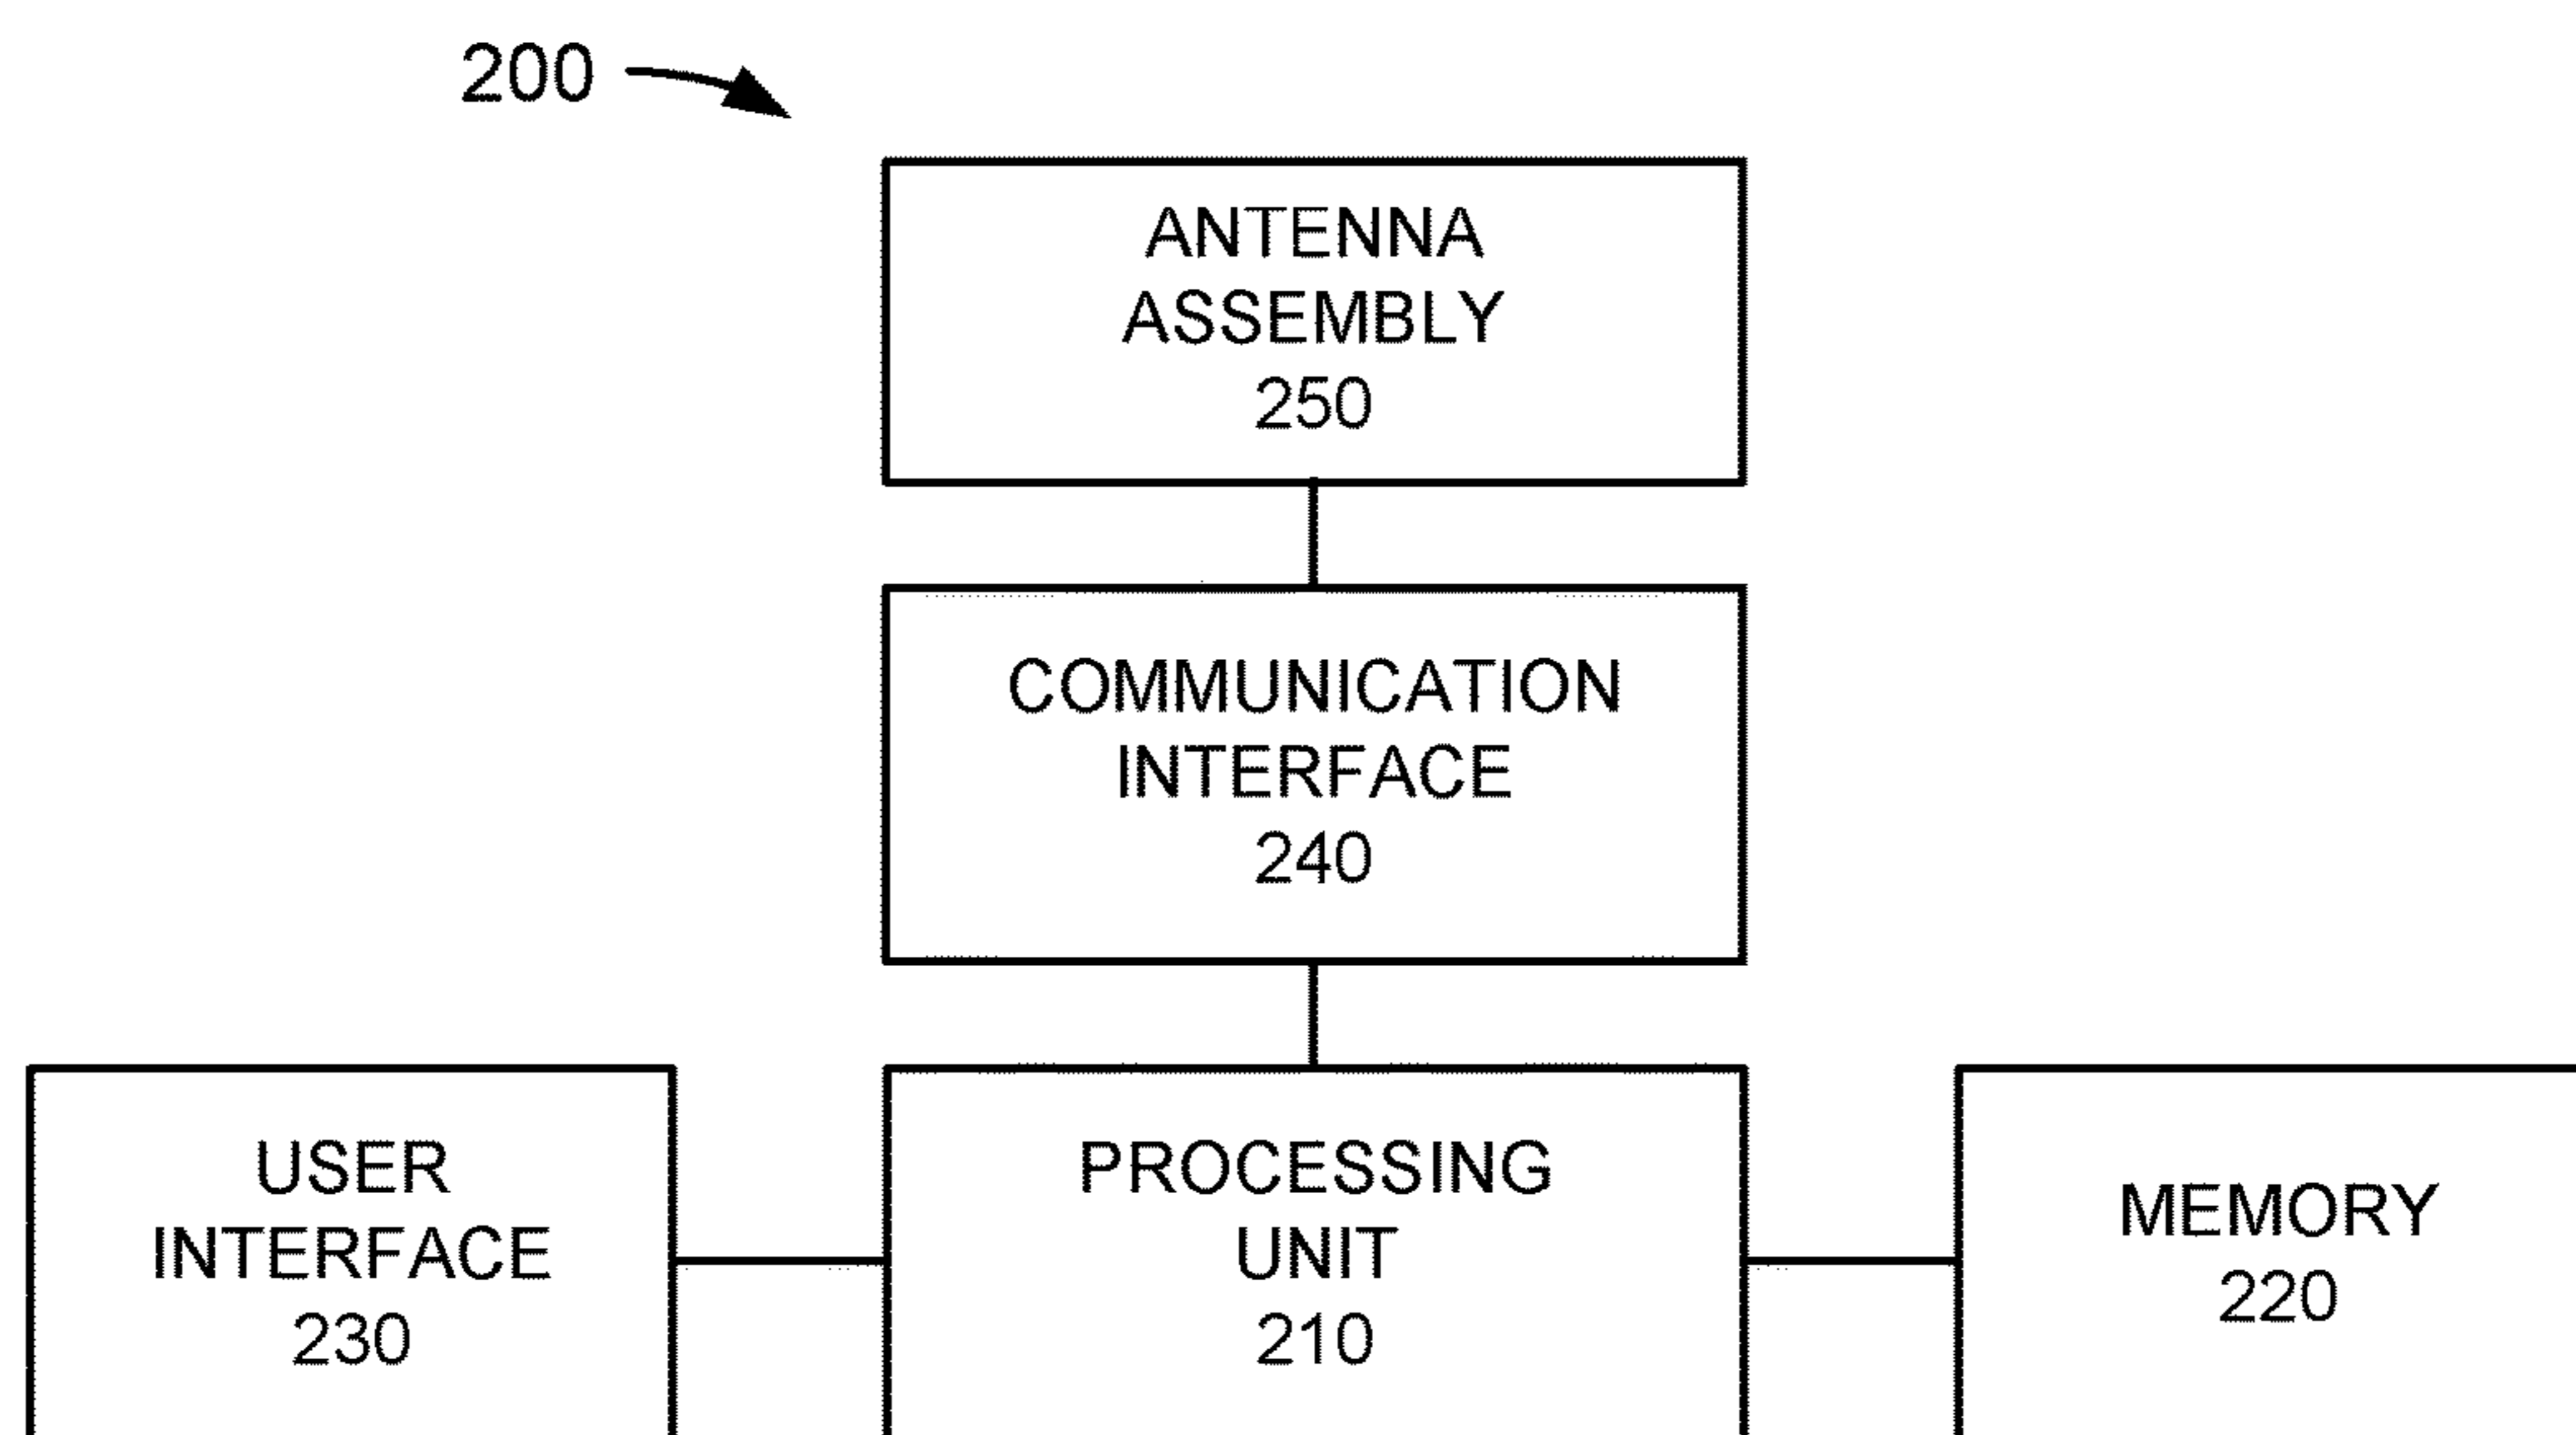 200
ANTENNA
ASSEMBLY
250
COMMUNICATION
INTERFACE
240
USER
INTERFACE
230
PROCESSING
UNIT
210
MEMORY
220